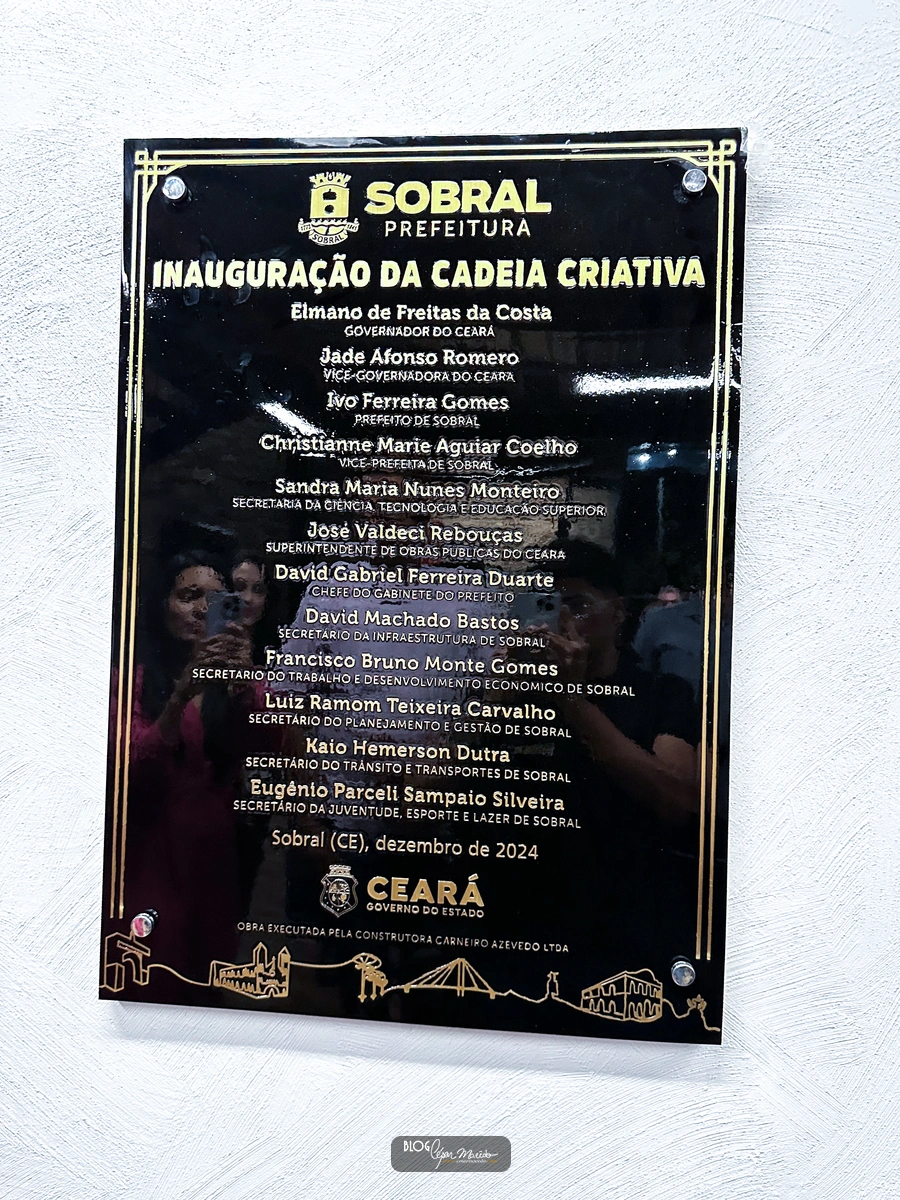 SOBRAL
PREFEITURA
SOBRAL
INAUGURAÇÃO DA CADEIA CRIATIVA
Elmano de Freitas da Costa
GOVERNADOR DO CEARÁ
Jade Afonso Romero
VICE-GOVERNADORA DO CEARÁ
Ivo Ferreira Gomes
PREFEITO DE SOBRAL
Christianne Marie Aguiar Coelho
VICE-PREFEITA DE SOBRAL
Sandra Maria Nunes Monteiro
SECRETARIA DA CIÊNCIA, TECNOLOGIA E EDUCAÇÃO SUPERIOR
José Valdeci Rebouças
SUPERINTENDENTE DE OBRAS PÚBLICAS DO CEARÁ
David Gabriel Ferreira Duarte
CHEFE DO GABINETE DO PREFEITO
David Machado Bastos
SECRETÁRIO DA INFRAESTRUTURA DE SOBRAL
Francisco Bruno Monte Gomes
SECRETÁRIO DO TRABALHO E DESENVOLVIMENTO ECONÔMICO DE SOBRAL
Luiz Ramom Teixeira Carvalho
SECRETÁRIO DO PLANEJAMENTO E GESTÃO DE SOBRAL
Kaio Hemerson Dutra
SECRETÁRIO DO TRÂNSITO E TRANSPORTES DE SOBRAL
Eugênio Parceli Sampaio Silveira
SECRETÁRIO DA JUVENTUDE, ESPORTE E LAZER DE SOBRAL
Sobral (CE), dezembro de 2024
CEARÁ
GOVERNO DO ESTADO
OBRA EXECUTADA PELA CONSTRUTORA CARNEIRO AZEVEDO LTDA
BLOG César Macêdo